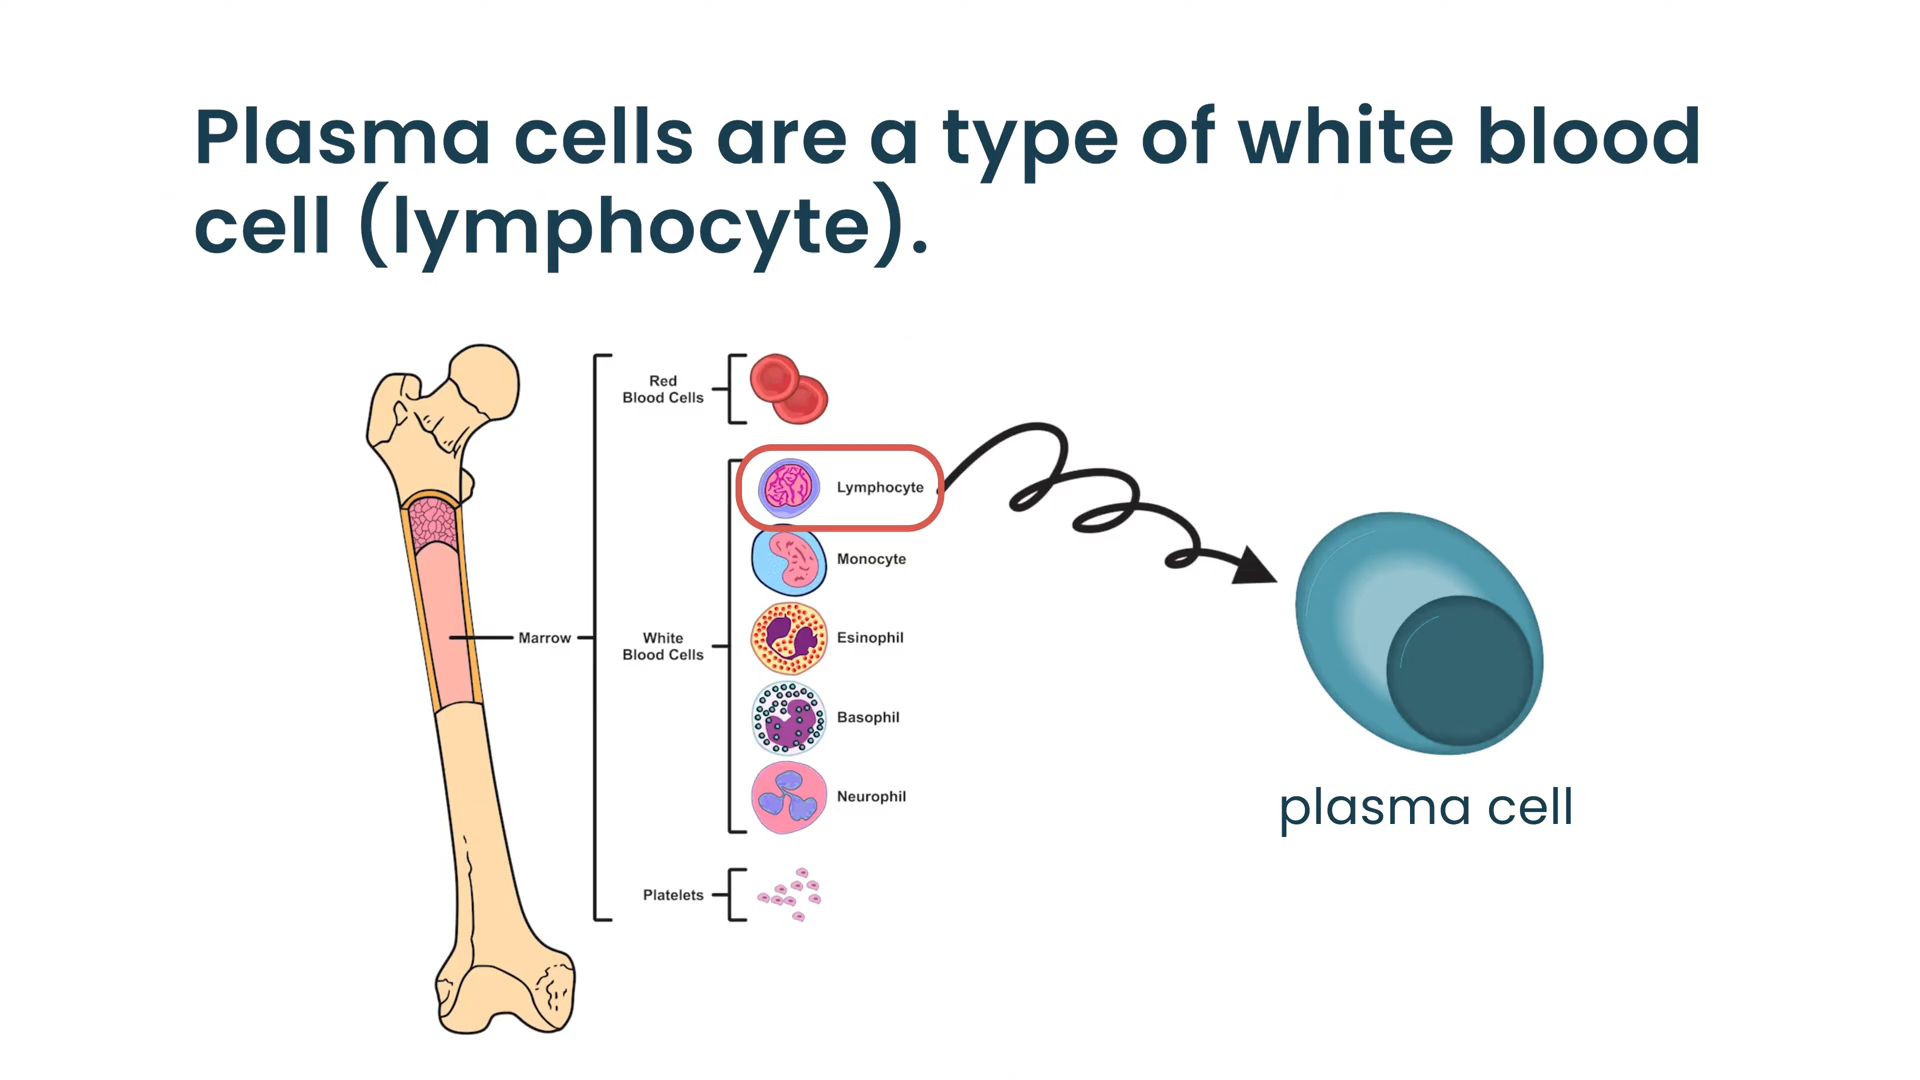 Plasma cells are a type of white blood
cell (lymphocyte).
Red
Blood Cells
Lymphocyte
Monocyte
Marrow
White
Blood Cells
Esinophil
Basophil
Neurophil
Platelets
plasma cell